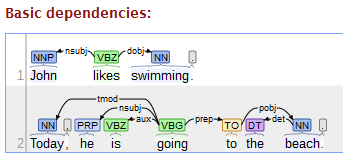 Basic dependencies:
nsubj dobj
NNP VBZ NN .
1 John likes swimming.
tmod
nsubj pobj
aux prep det
NN , PRP VBZ VBG TO DT NN .
2 Today, he is going to the beach.